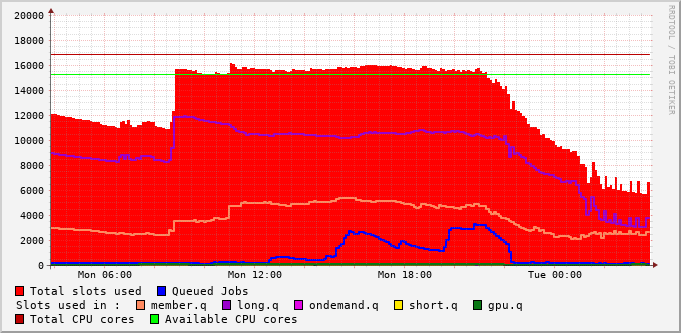 20000
18000
16000
14000
12000
10000
8000
6000
4000
2000
0
Mon 06:00 Mon 12:00 Mon 18:00 Tue 00:00
RRDTOOL / TOBI OETIKER
Total slots used Queued Jobs
Slots used in : member.q long.q ondemand.q short.q gpu.q
Total CPU cores Available CPU cores